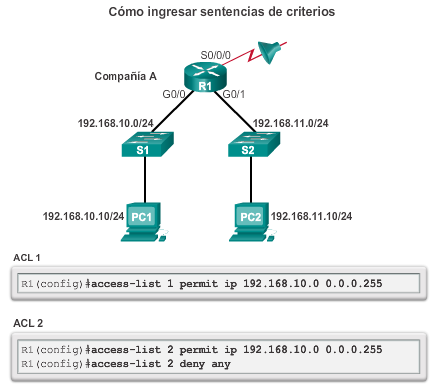 Cómo ingresar sentencias de criterios
S0/0/0
Compañía A
R1
G0/0
G0/1
192.168.10.0/24
192.168.11.0/24
S1
S2
192.168.10.10/24
PC1
PC2
192.168.11.10/24
ACL 1
R1(config)#access-list 1 permit ip 192.168.10.0 0.0.0.255
ACL 2
R1(config)#access-list 2 permit ip 192.168.10.0 0.0.0.255
R1(config)#access-list 2 deny any